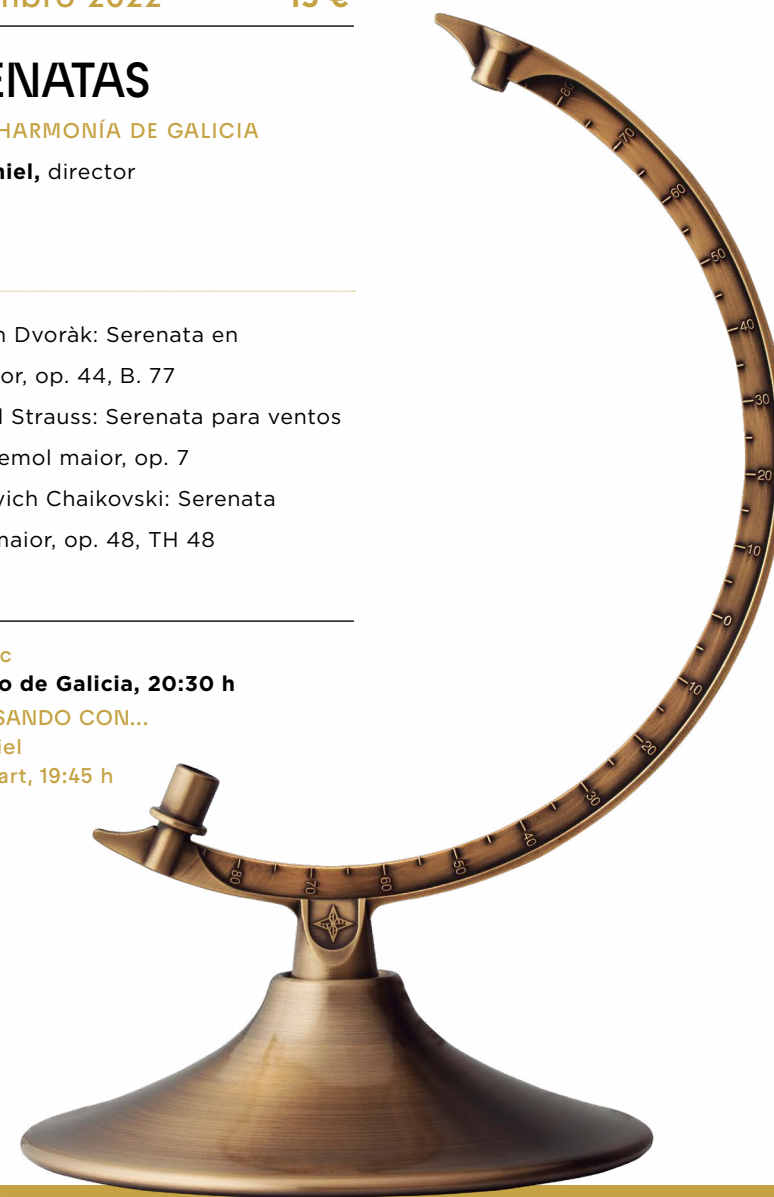 mbro 2022 15 €
ENATAS
HARMONÍA DE GALICIA
niel, director
n Dvoràk: Serenata en
or, op. 44, B. 77
l Strauss: Serenata para ventos
emol maior, op. 7
vich Chaikovski: Serenata
maior, op. 48, TH 48
c
o de Galicia, 20:30 h
SANDO CON...
iel
art, 19:45 h
80
70
60
50
40
30
20
10
0
10
20
30
40
50
60
70
80